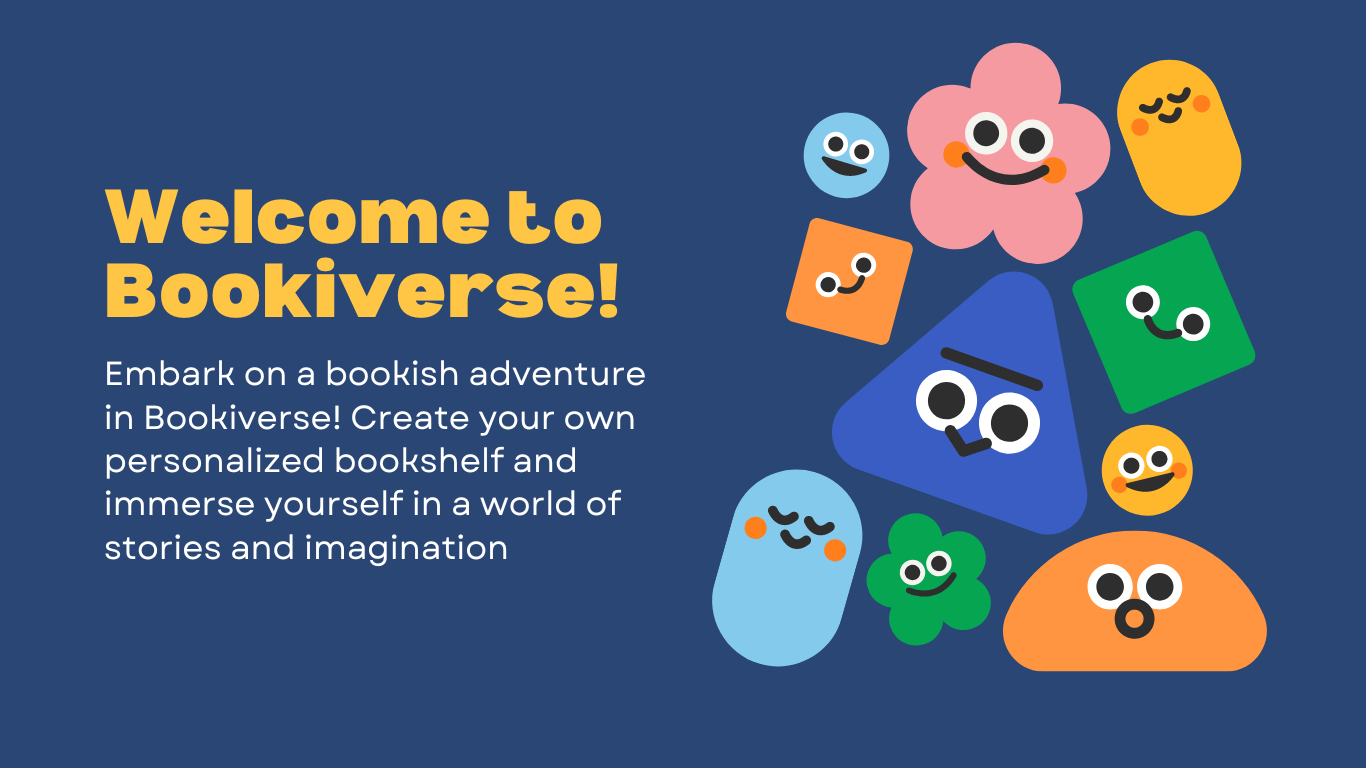 Welcome to
Bookiverse!
Embark on a bookish adventure
in Bookiverse! Create your own
personalized bookshelf and
immerse yourself in a world of
stories and imagination